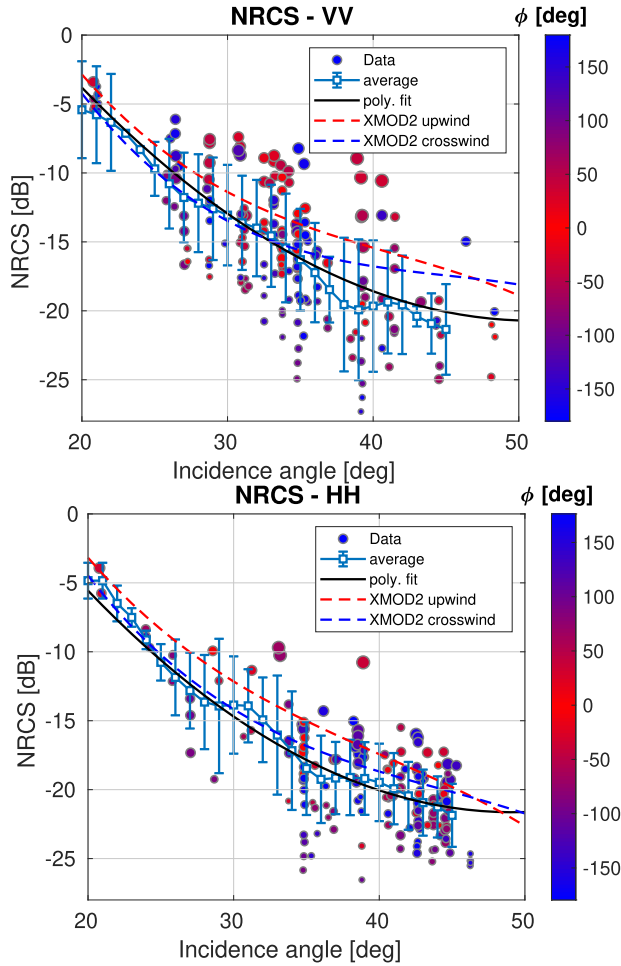 NRCS - VV
ϕ [deg]
0
-5
-10
-15
-20
-25
NRCS [dB]
Data
average
poly. fit
XMOD2 upwind
XMOD2 crosswind
20
30
40
50
Incidence angle [deg]
150
100
50
0
-50
-100
-150
NRCS - HH
ϕ [deg]
0
-5
-10
-15
-20
-25
NRCS [dB]
Data
average
poly. fit
XMOD2 upwind
XMOD2 crosswind
20
30
40
50
Incidence angle [deg]
150
100
50
0
-50
-100
-150